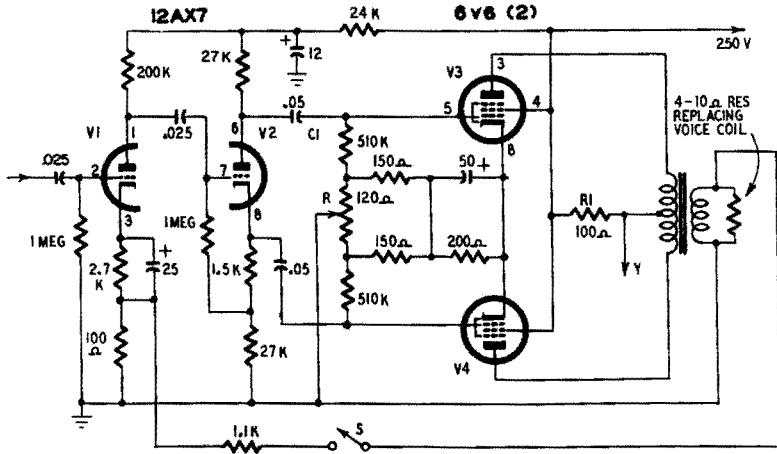 12AX7
24K
6V6 (2)
250V
+
12
200K
27K
.05
C1
V3
3
5
4
8
4-10Ω RES
REPLACING
VOICE COIL
V1
1
.025
6
V2
510K
150Ω
50
+
.025
2
7
3
8
R
120Ω
R1
100Ω
1MEG
1MEG
+
25
2.7
K
1.5K
.05
150Ω
200Ω
Y
510K
100
Ω
27K
V4
1.1K
S